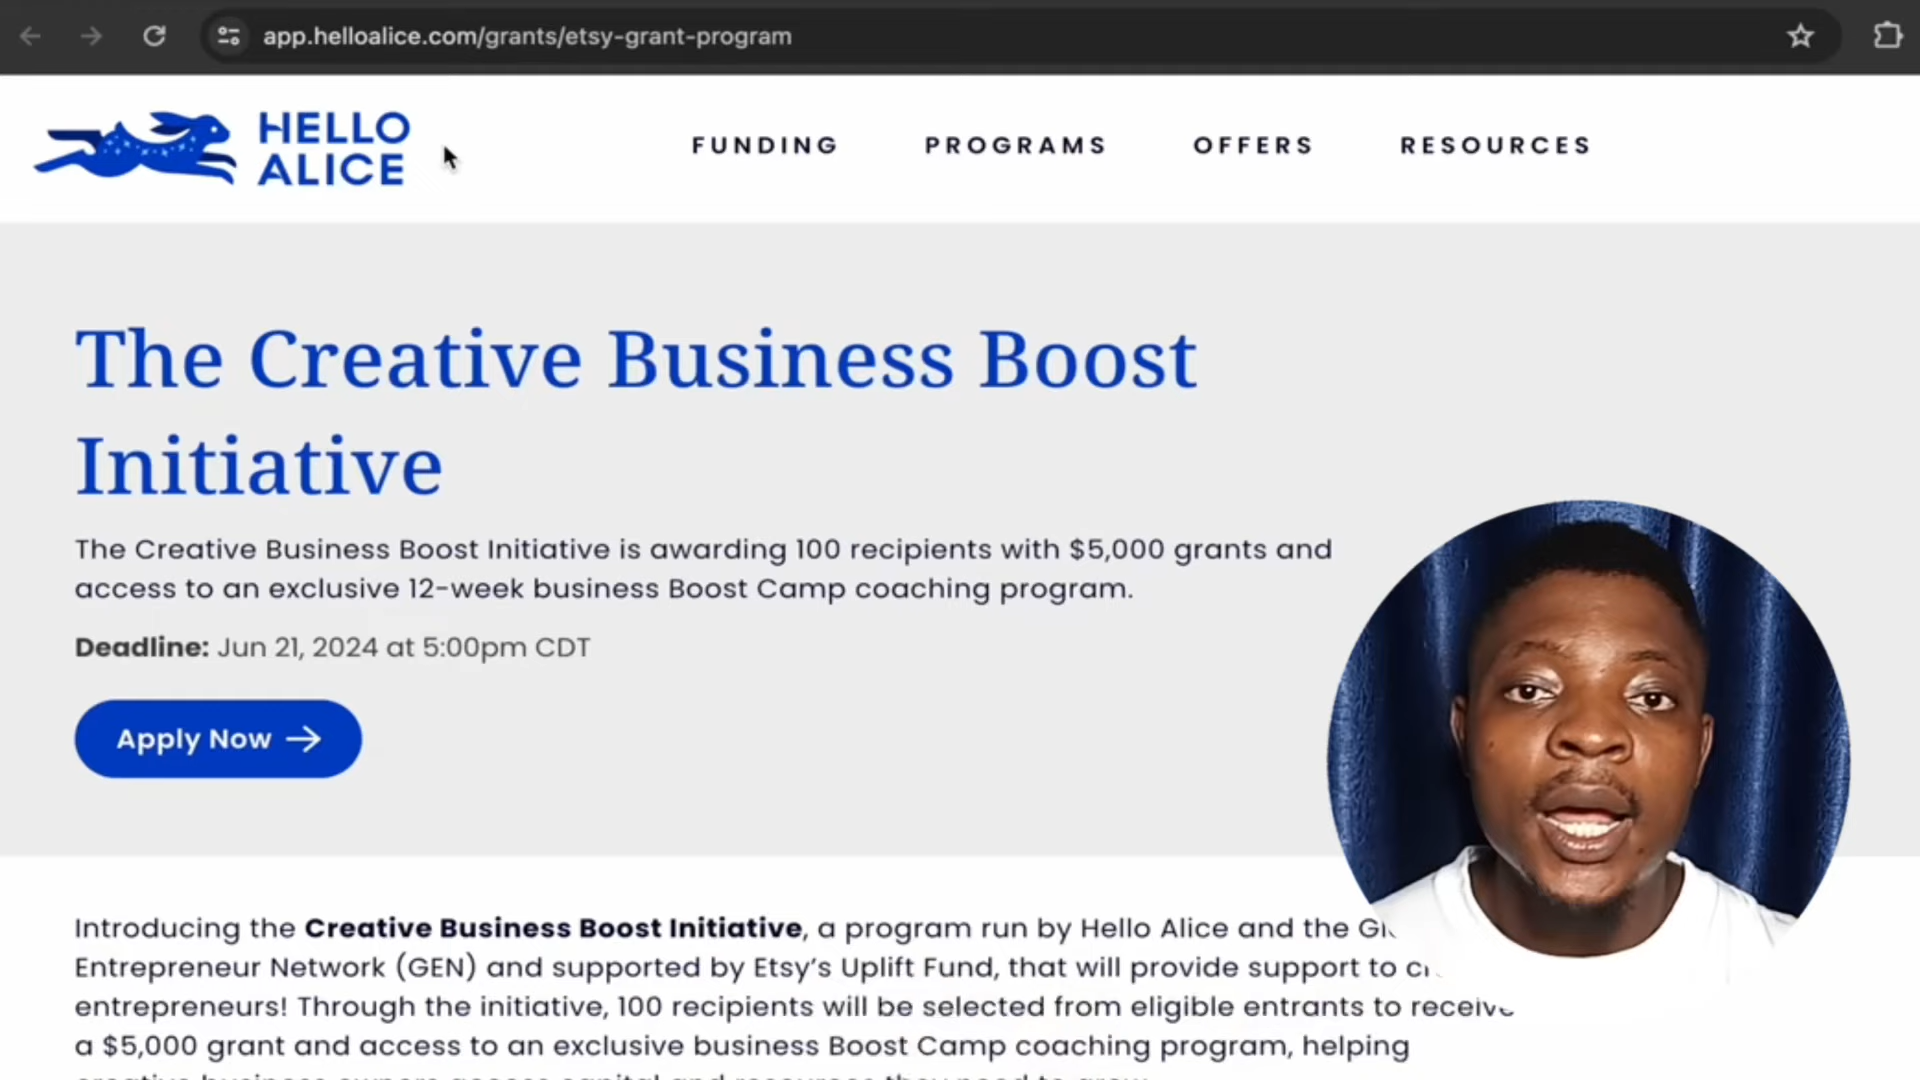 app.helloalice.com/grants/etsy-grant-program
HELLO
ALICE
FUNDING PROGRAMS OFFERS RESOURCES
The Creative Business Boost
Initiative
The Creative Business Boost Initiative is awarding 100 recipients with $5,000 grants and
access to an exclusive 12-week business Boost Camp coaching program.
Deadline: Jun 21, 2024 at 5:00pm CDT
Apply Now →
Introducing the Creative Business Boost Initiative, a program run by Hello Alice and the
Entrepreneur Network (GEN) and supported by Etsy's Uplift Fund, that will provide support to
entrepreneurs! Through the initiative, 100 recipients will be selected from eligible entrants to receive
a $5,000 grant and access to an exclusive business Boost Camp coaching program, helping